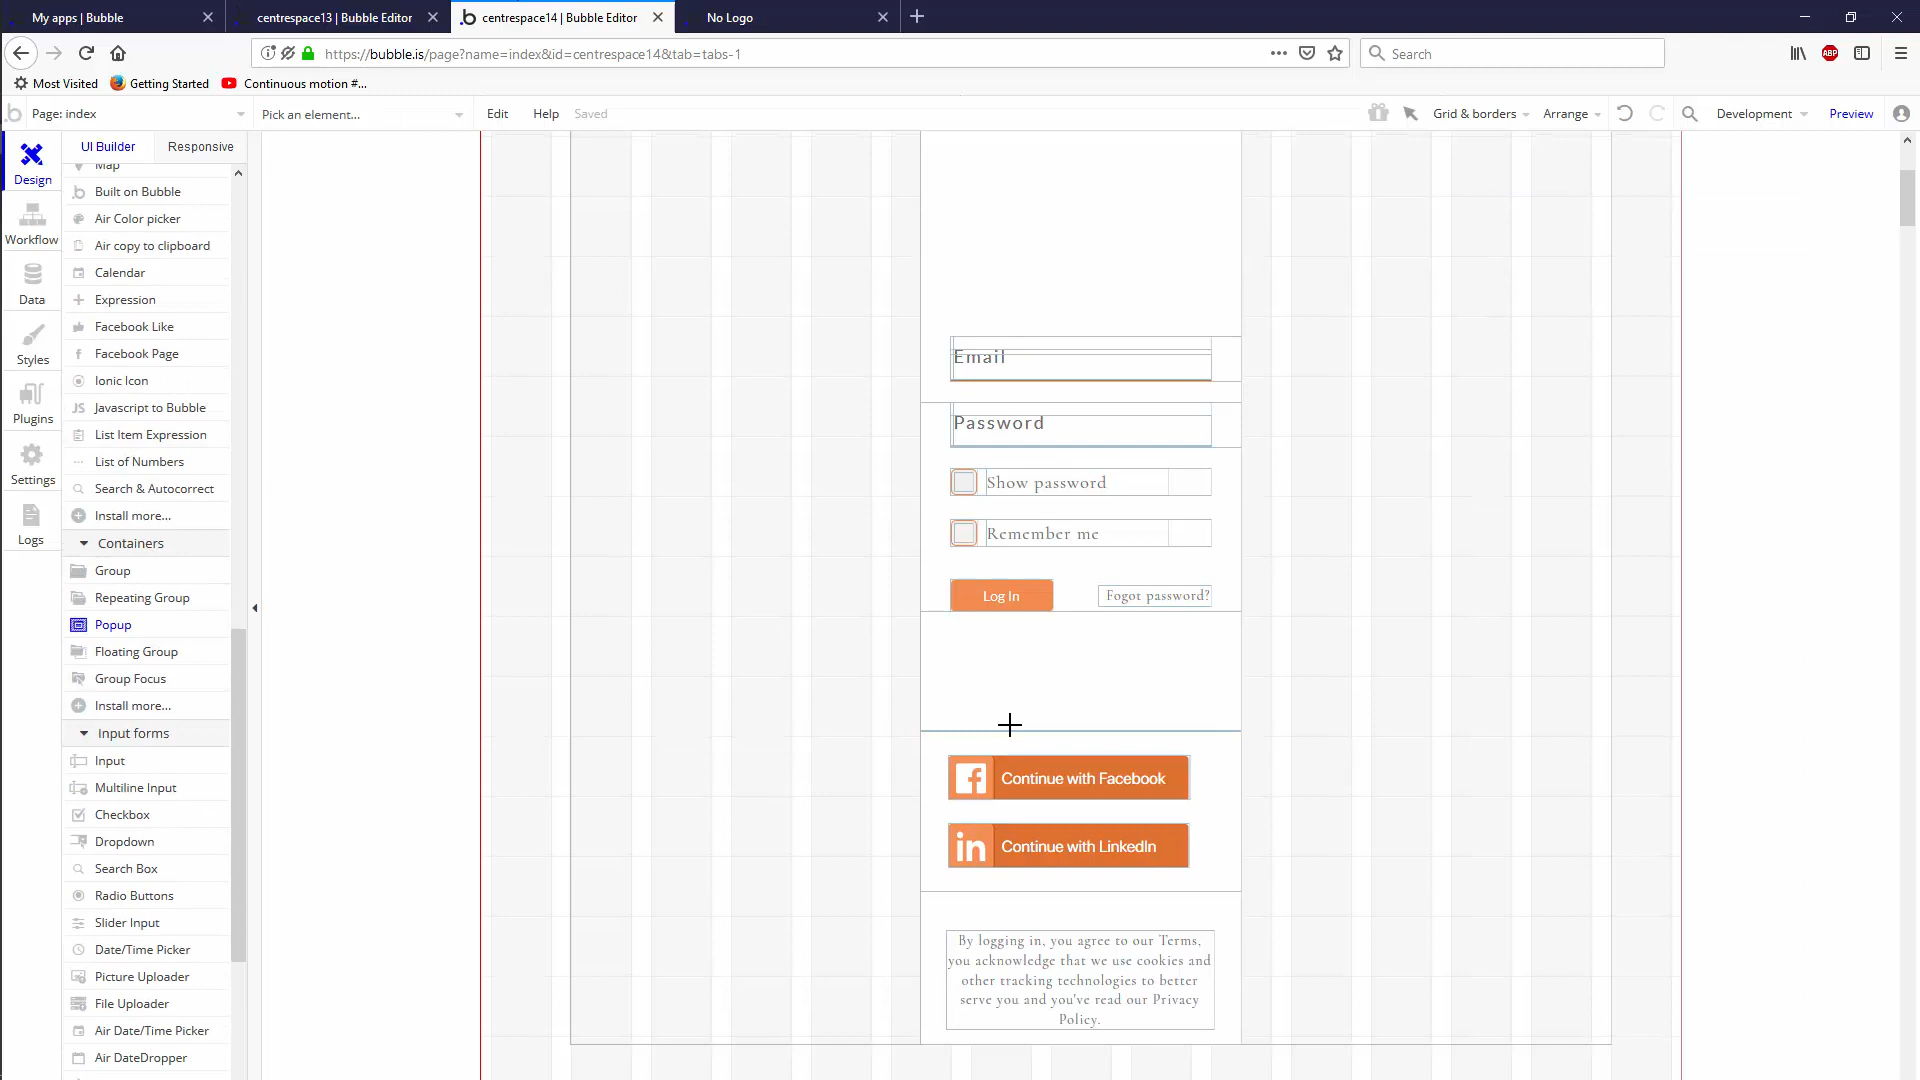 My apps | Bubble
centrespace13 | Bubble Editor
centrespace14 | Bubble Editor
No Logo
https://bubble.is/page?name=index&id=centrespace14&tab=tabs-1
Search
Most Visited
Getting Started
Continuous motion #...
ABP
Page: index
Pick an element...
Edit
Help
Saved
Grid & borders
Arrange
Development
Preview
Design
Workflow
Data
Styles
Plugins
Settings
Logs
UI Builder
Responsive
Map
Built on Bubble
Air Color picker
Air copy to clipboard
Calendar
Expression
Facebook Like
Facebook Page
Ionic Icon
JS Javascript to Bubble
List Item Expression
List of Numbers
Search & Autocorrect
Install more...
Containers
Group
Repeating Group
Popup
Floating Group
Group Focus
Install more...
Input forms
Input
Multiline Input
Checkbox
Dropdown
Search Box
Radio Buttons
Slider Input
Date/Time Picker
Picture Uploader
File Uploader
Air Date/Time Picker
Air DateDropper
Email
Password
Show password
Remember me
Log In
Fogot password?
Continue with Facebook
in Continue with LinkedIn
By logging in, you agree to our Terms,
you acknowledge that we use cookies and
other tracking technologies to better
serve you and you've read our Privacy
Policy.